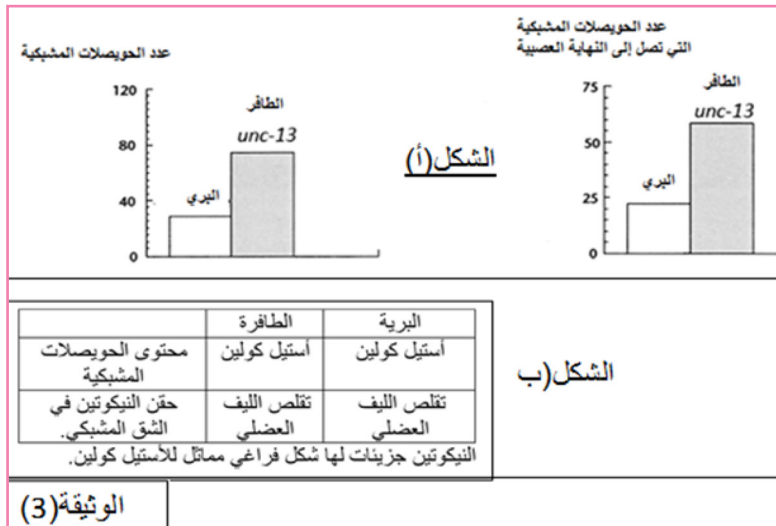 عدد الحويصلات المشبكية
التي تصل إلى النهاية العصبية
75
50
25
0
الطافر
unc-13
البري
الشكل(أ)
عدد الحويصلات المشبكية
120
80
40
0
الطافر
unc-13
البري
الشكل(ب
البرية	الطافرة
أستيل كولين	أستيل كولين	محتوى الحويصلات
المشبكية
تقلص الليف	تقلص الليف	حقن النيكوتين في
العضلي	العضلي	الشق المشبكي.
النيكوتين جزيئات لها شكل فراغي مماثل للأستيل كولين.
الوثيقة(3)